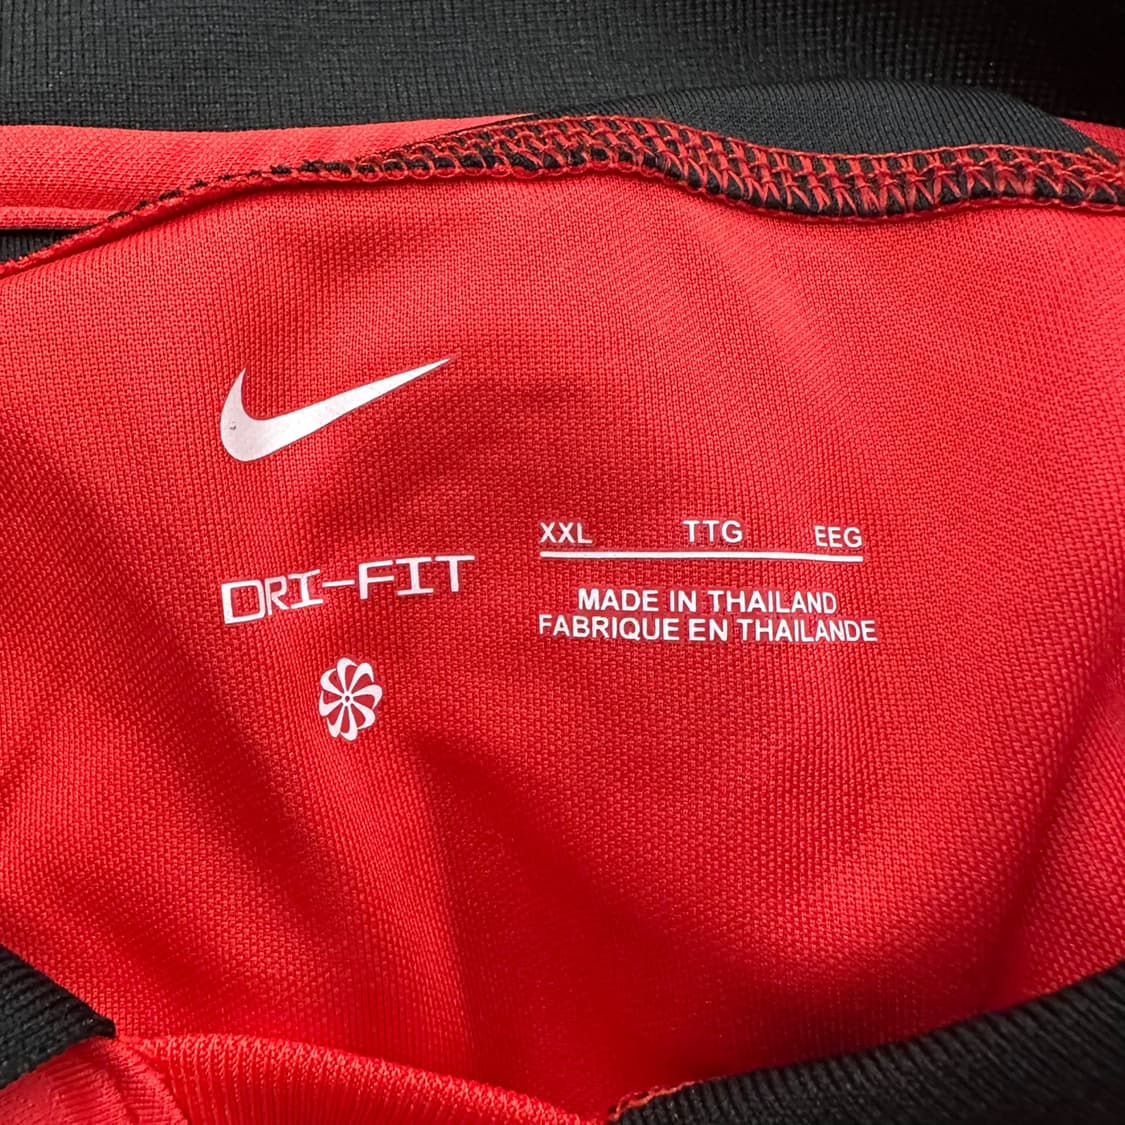 DRI-FIT
XXL TTG EEG
MADE IN THAILAND
FABRIQUE EN THAILANDE